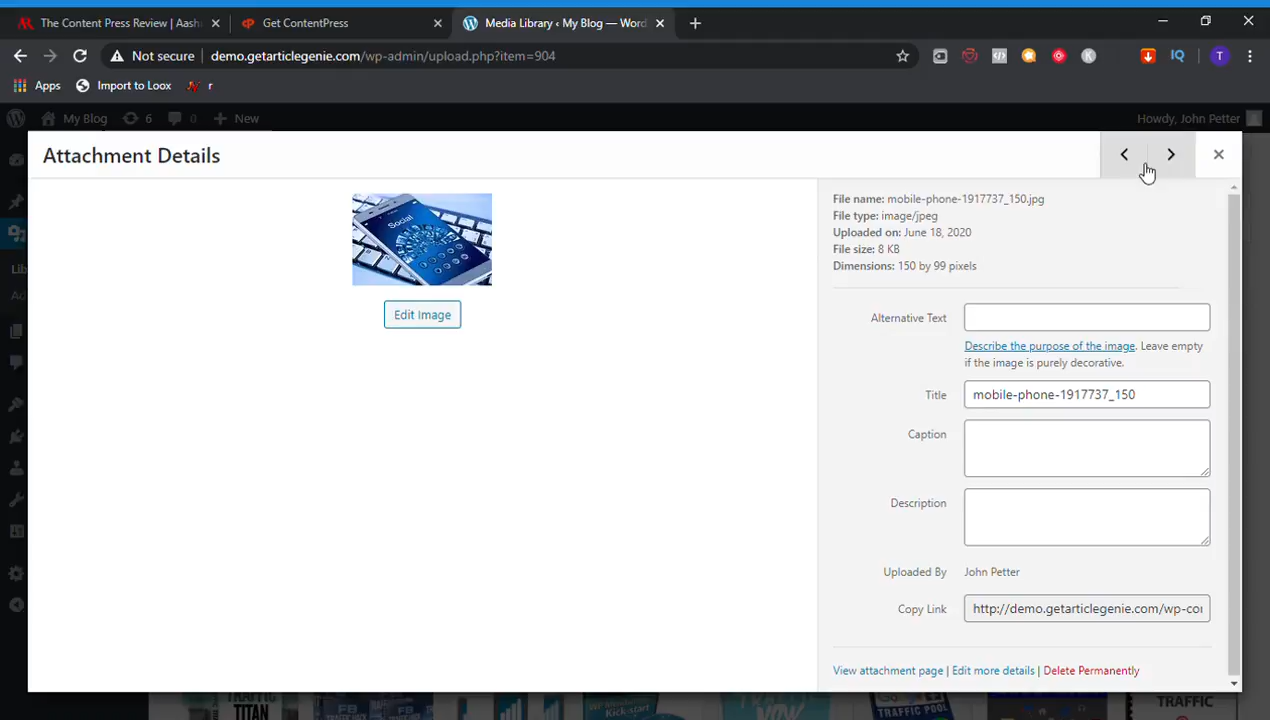 The Content Press Review | Aash
Get ContentPress
Media Library ‹ My Blog — Word
Not secure
demo.getarticlegenie.com/wp-admin/upload.php?item=904
T
Apps
Import to Loox
r
My Blog
6
0
New
Howdy, John Petter
Attachment Details
Social
Edit Image
File name: mobile-phone-1917737_150.jpg
File type: image/jpeg
Uploaded on: June 18, 2020
File size: 8 KB
Dimensions: 150 by 99 pixels
Alternative Text
Describe the purpose of the image. Leave empty
if the image is purely decorative.
Title
mobile-phone-1917737_150
Caption
Description
Uploaded By
John Petter
Copy Link
http://demo.getarticlegenie.com/wp-co
View attachment page | Edit more details | Delete Permanently
TRAFFIC
TITAN
Kick-start
TRAFFIC POOL
TRAFFIC